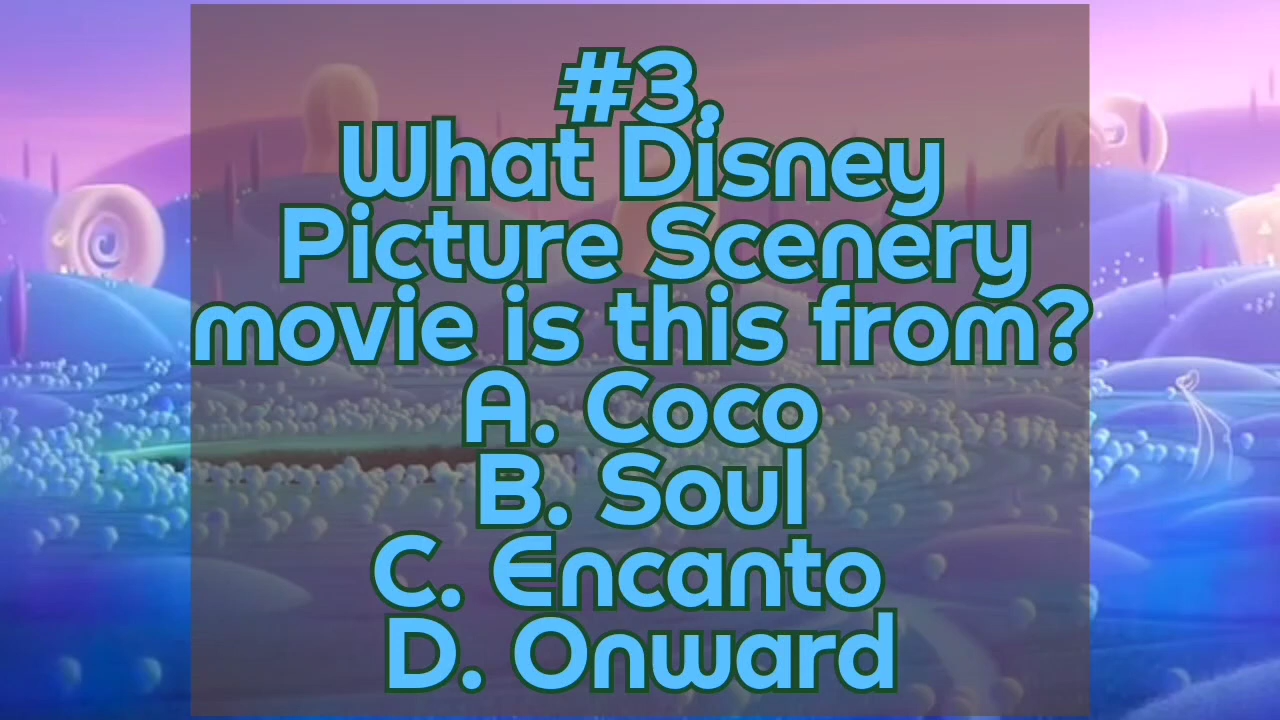 #3.
What Disney
Picture Scenery
movie is this from?
A. Coco
B. Soul
C. Encanto
D. Onward